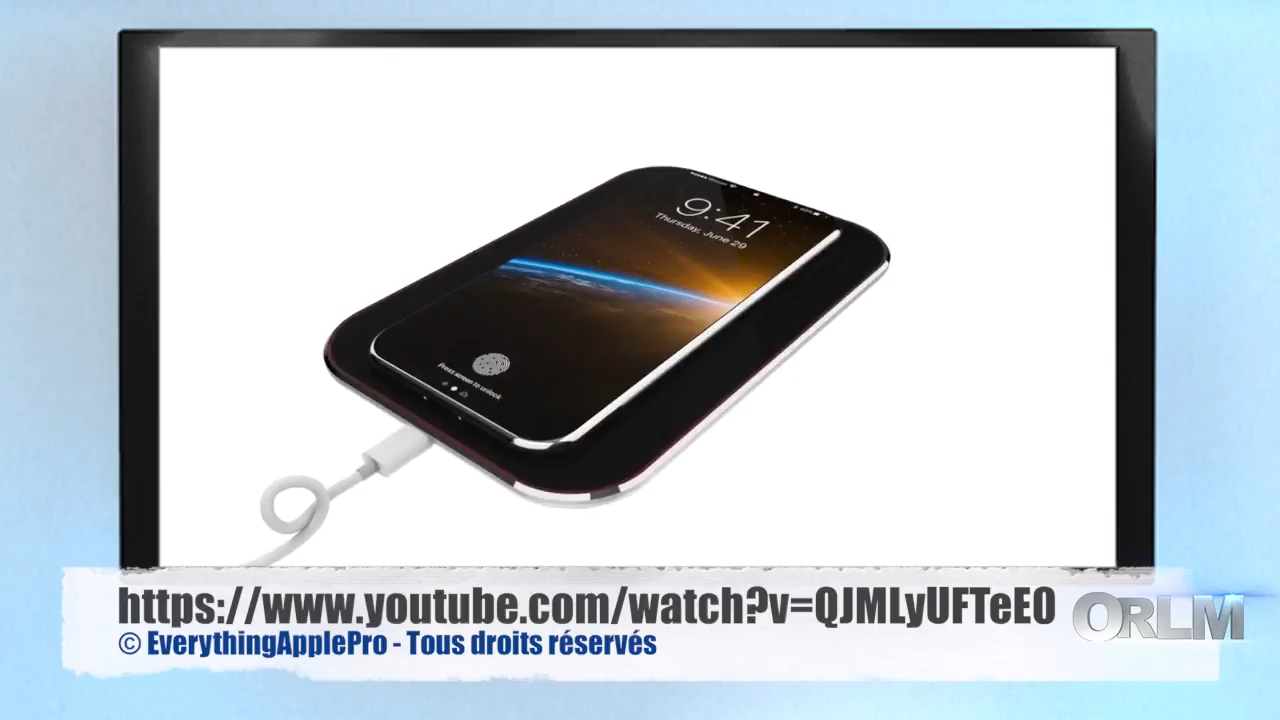 9:41
Thursday, June 29
Press screen to unlock
https://www.youtube.com/watch?v=QJMLyUFTeE0
© EverythingApplePro - Tous droits réservés
ORLM